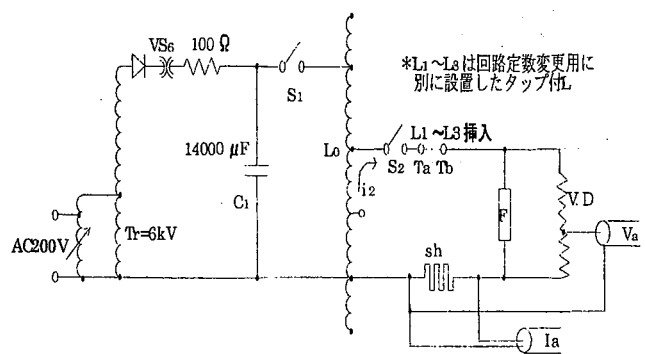 VS6 100 Ω
S1
*L1~L8は回路定数変更用に
別に設置したタップ付L
14000 μF
L0
L1~L3挿入
S2 Ta Tb
i2
C1
F
V.D
Va
AC200V
Tr=6kV
sh
Ia